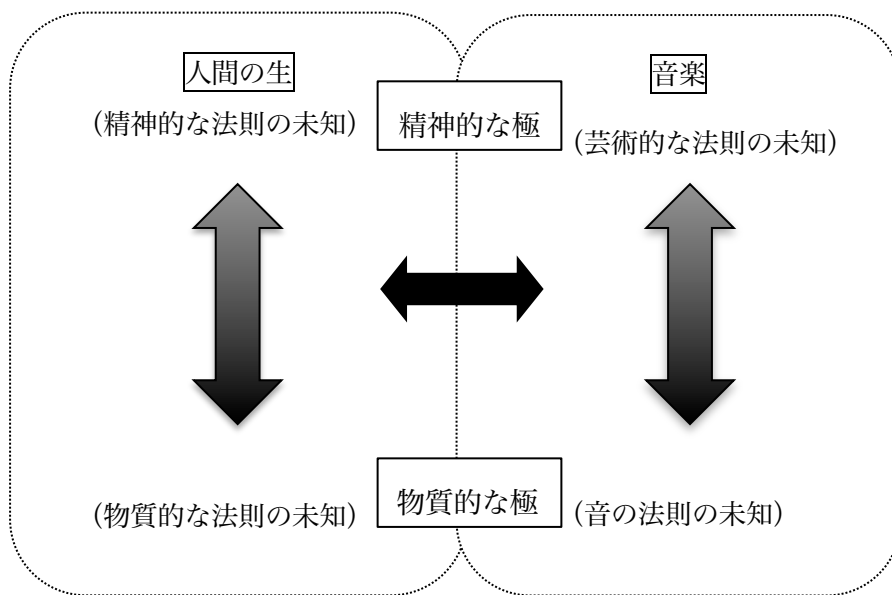 人間の生
音楽
(精神的な法則の未知)
精神的な極
(芸術的な法則の未知)
(物質的な法則の未知)
物質的な極
(音の法則の未知)